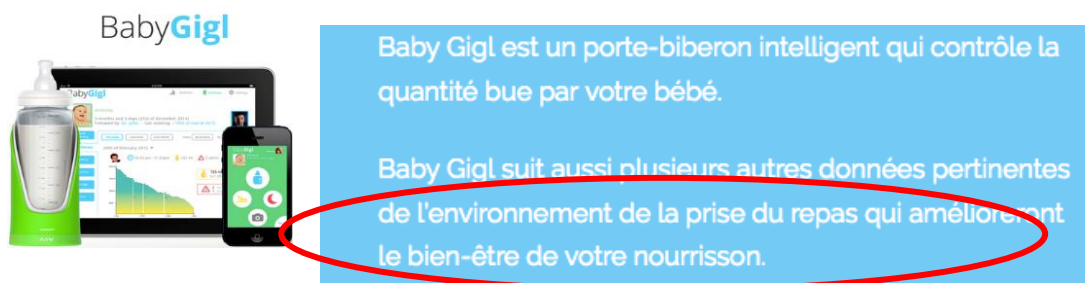 BabyGigl
Baby Gigl est un porte-biberon intelligent qui contrôle la
quantité bue par votre bébé.
Baby Gigl suit aussi plusieurs autres données pertinentes
de l'environnement de la prise du repas qui amélioreront
le bien-être de votre nourrisson.